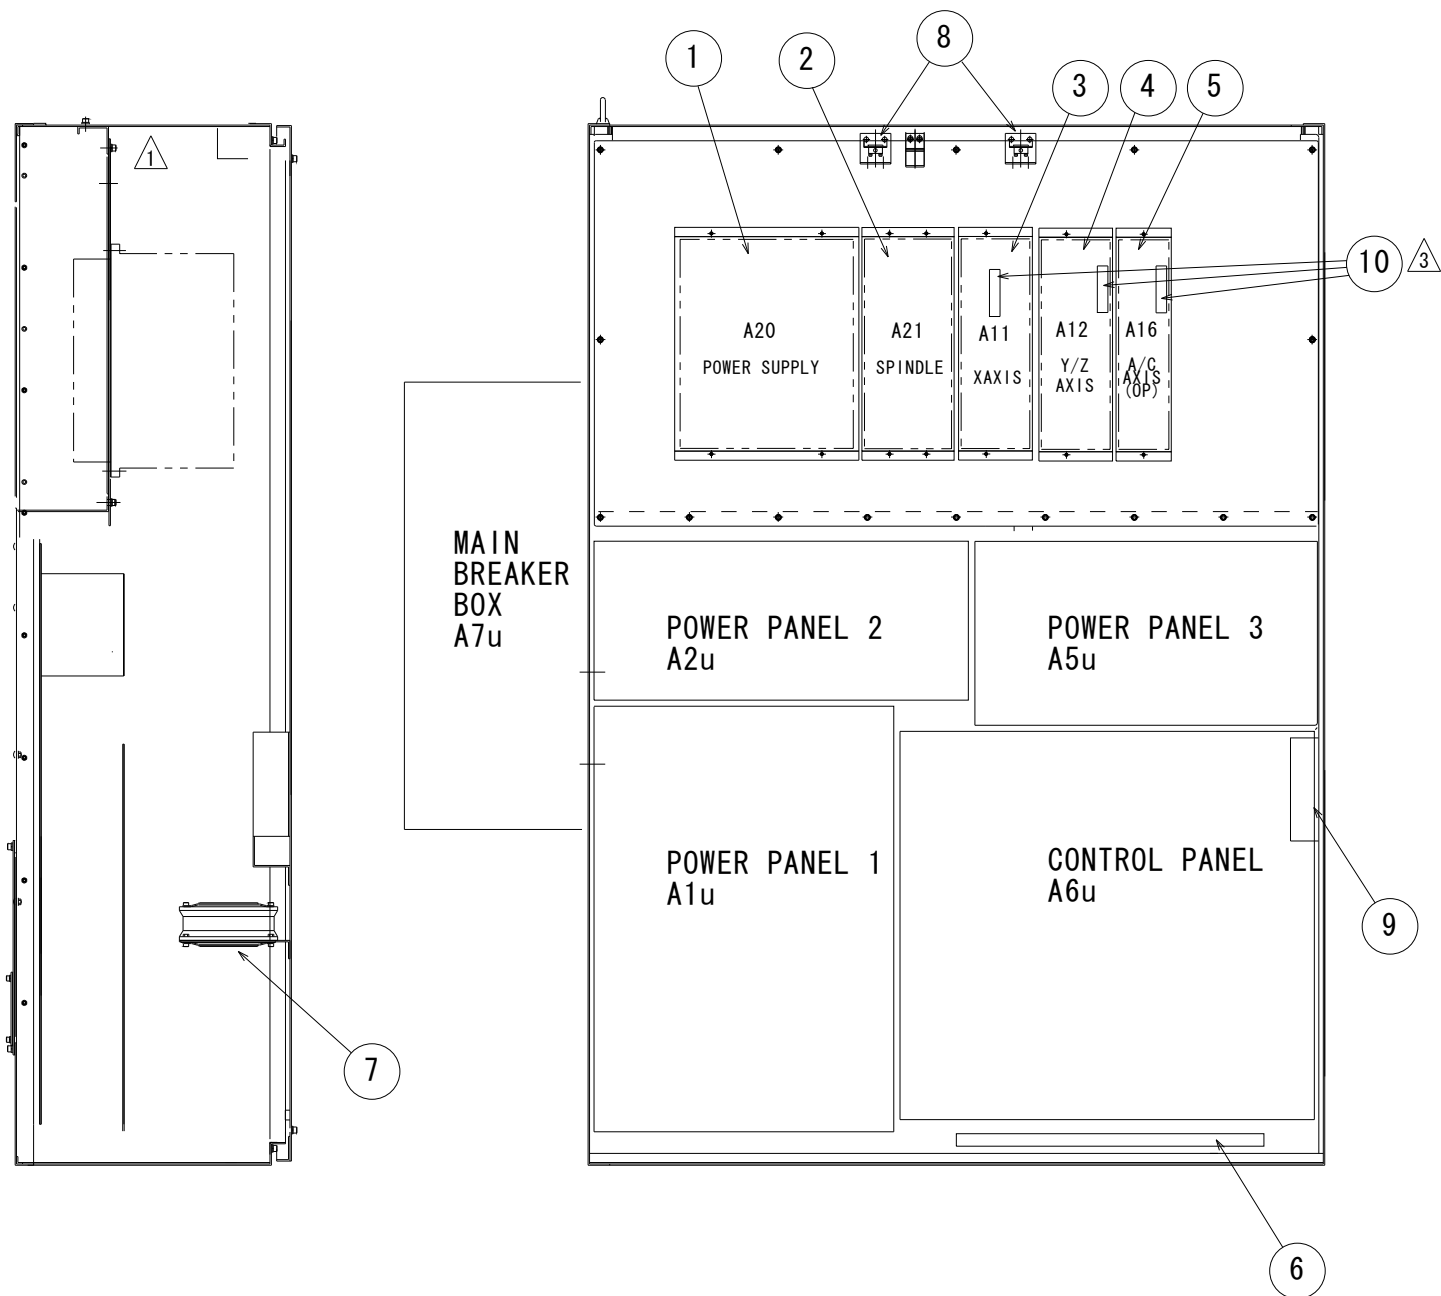 8
1
2
3
4
5
1
10
3
A20
POWER SUPPLY
A21
SPINDLE
A11
XAXIS
A12
Y/Z
AXIS
A16
A/C
AXIS
(OP)
MAIN
BREAKER
BOX
A7u
POWER PANEL 2
A2u
POWER PANEL 3
A5u
POWER PANEL 1
A1u
CONTROL PANEL
A6u
9
7
6